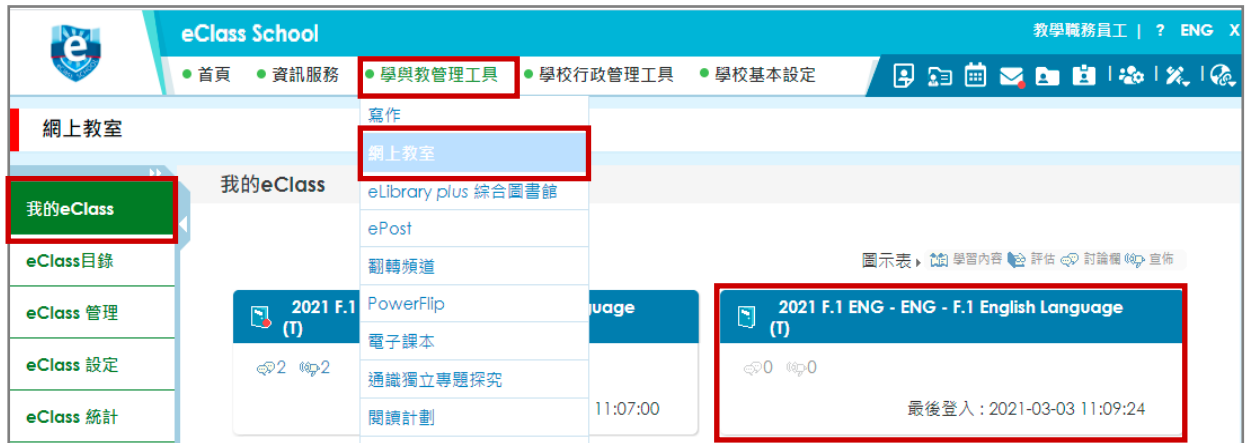 eClass School
教學職務員工 | ? ENG X
首頁 資訊服務 學與教管理工具 學校行政管理工具 學校基本設定
網上教室
寫作
網上教室
eLibrary plus 綜合圖書館
ePost
翻轉頻道
PowerFlip
電子課本
通識獨立專題探究
閱讀計劃
我的eClass
eClass目錄
eClass 管理
eClass 設定
eClass 統計
我的eClass
圖示表 學習內容 評估 討論欄 宣佈
2021 F.1 uage
(T)
2 2
11:07:00
2021 F.1 ENG - ENG - F.1 English Language
(T)
0 0
最後登入 : 2021-03-03 11:09:24